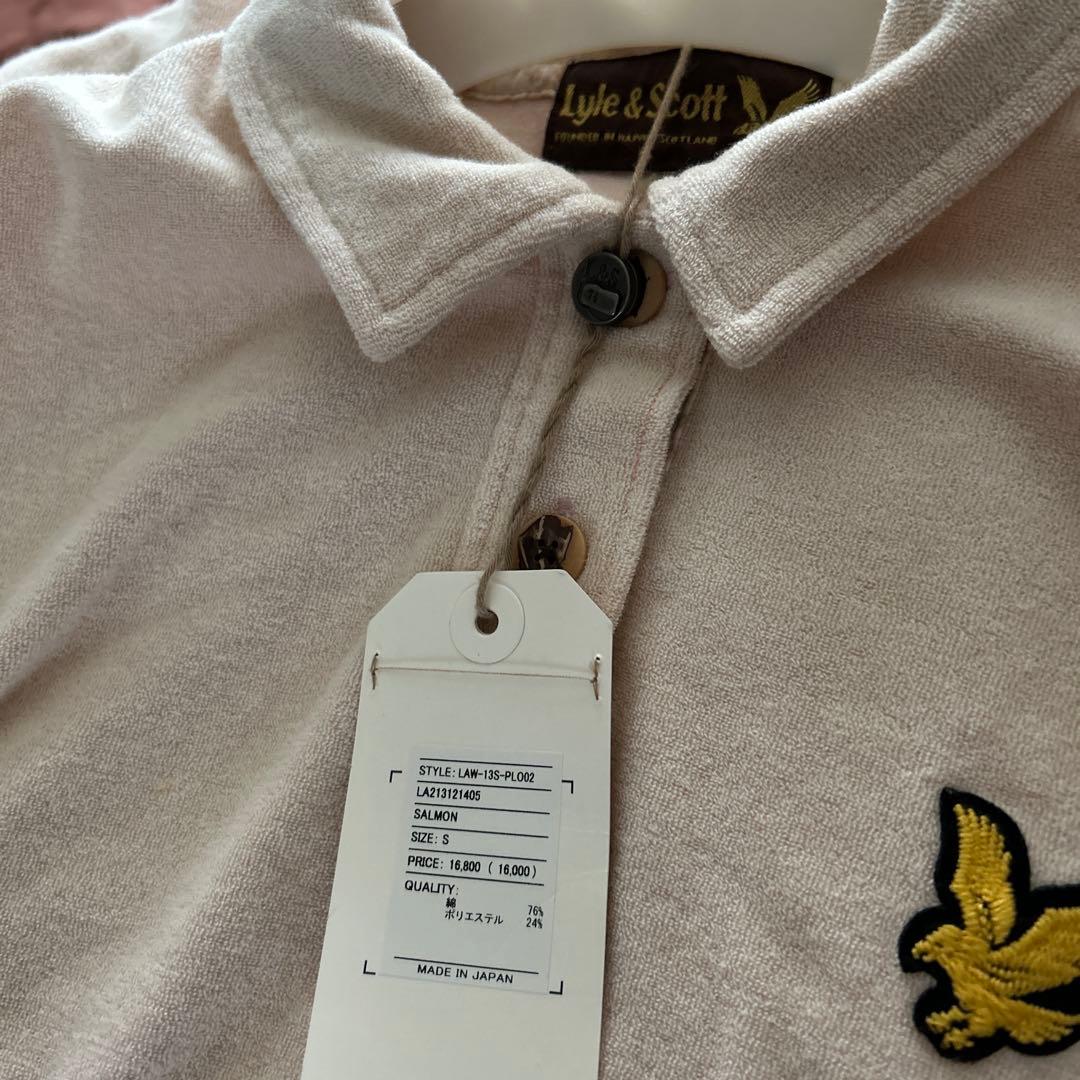 Lyle & Scott
FOUNDED IN HAWICK SCOTLAND
L&S
STYLE: LAW-13S-PL002
LA213121405
SALMON
SIZE: S
PRICE: 16,800 ( 16,000)
QUALITY:
綿 76%
ポリエステル 24%
MADE IN JAPAN